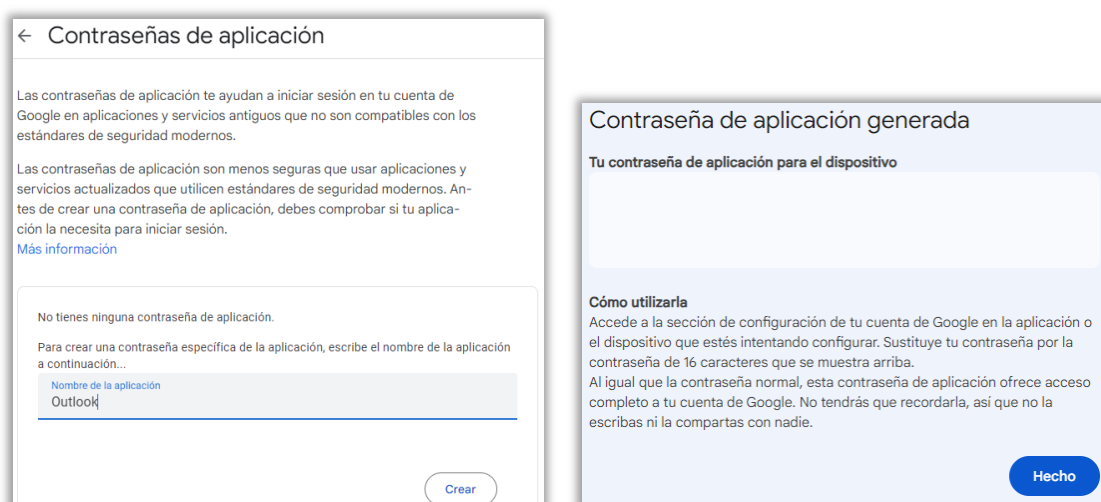 Contraseñas de aplicación
Las contraseñas de aplicación te ayudan a iniciar sesión en tu cuenta de
Google en aplicaciones y servicios antiguos que no son compatibles con los
estándares de seguridad modernos.
Las contraseñas de aplicación son menos seguras que usar aplicaciones y
servicios actualizados que utilicen estándares de seguridad modernos. An-
tes de crear una contraseña de aplicación, debes comprobar si tu aplica-
ción la necesita para iniciar sesión.
Más información
No tienes ninguna contraseña de aplicación.
Para crear una contraseña específica de la aplicación, escribe el nombre de la aplicación
a continuación...
Nombre de la aplicación
Outlook
Crear
Contraseña de aplicación generada
Tu contraseña de aplicación para el dispositivo
Cómo utilizarla
Accede a la sección de configuración de tu cuenta de Google en la aplicación o
el dispositivo que estés intentando configurar. Sustituye tu contraseña por la
contraseña de 16 caracteres que se muestra arriba.
Al igual que la contraseña normal, esta contraseña de aplicación ofrece acceso
completo a tu cuenta de Google. No tendrás que recordarla, así que no la
escribas ni la compartas con nadie.
Hecho